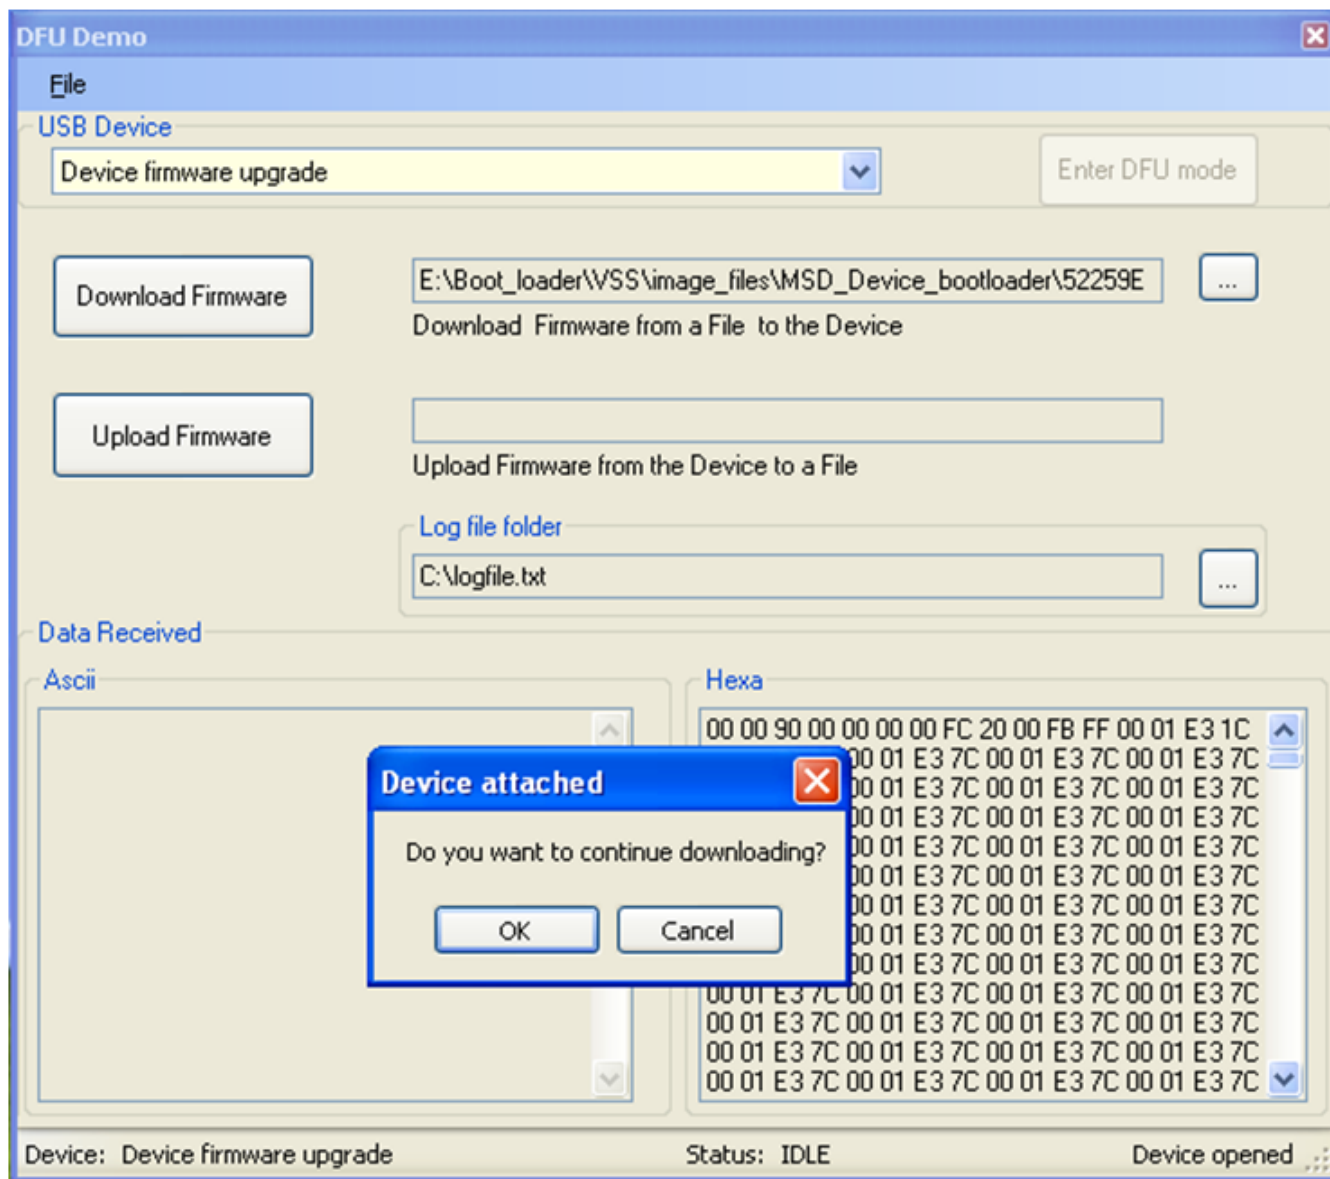 DFU Demo
File
USB Device
Device firmware upgrade
Enter DFU mode
Download Firmware
E:\Boot_loader\VSS\image_files\MSD_Device_bootloader\52259E
...
Download  Firmware from a File  to the Device
Upload Firmware
Upload Firmware from the Device to a File
Log file folder
C:\logfile.txt
...
Data Received
Ascii
Hexa
00 00 90 00 00 00 00 FC 20 00 FB FF 00 01 E3 1C
00 01 E3 7C 00 01 E3 7C 00 01 E3 7C
00 01 E3 7C 00 01 E3 7C 00 01 E3 7C
00 01 E3 7C 00 01 E3 7C 00 01 E3 7C
00 01 E3 7C 00 01 E3 7C 00 01 E3 7C
00 01 E3 7C 00 01 E3 7C 00 01 E3 7C
00 01 E3 7C 00 01 E3 7C 00 01 E3 7C
00 01 E3 7C 00 01 E3 7C 00 01 E3 7C
00 01 E3 7C 00 01 E3 7C 00 01 E3 7C
00 01 E3 7C 00 01 E3 7C 00 01 E3 7C 00 01 E3 7C
00 01 E3 7C 00 01 E3 7C 00 01 E3 7C 00 01 E3 7C
00 01 E3 7C 00 01 E3 7C 00 01 E3 7C 00 01 E3 7C
00 01 E3 7C 00 01 E3 7C 00 01 E3 7C 00 01 E3 7C
Device attached
Do you want to continue downloading?
OK
Cancel
Device:  Device firmware upgrade
Status:  IDLE
Device opened